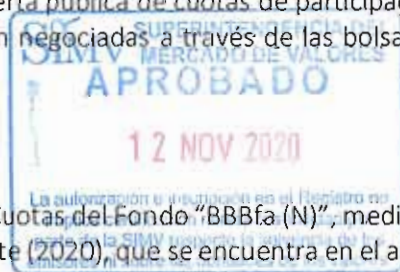 erta pública de cuotas de participac
n negociadas a través de las bolsa
SUPERINTENDENCIA DEL
SIMV MERCADO DE VALORES
APROBADO
12 NOV 2020
La autorización e inscripción en el Registro no
Cuotas del Fondo "BBBfa (N)", medi
te (2020), que se encuentra en el a